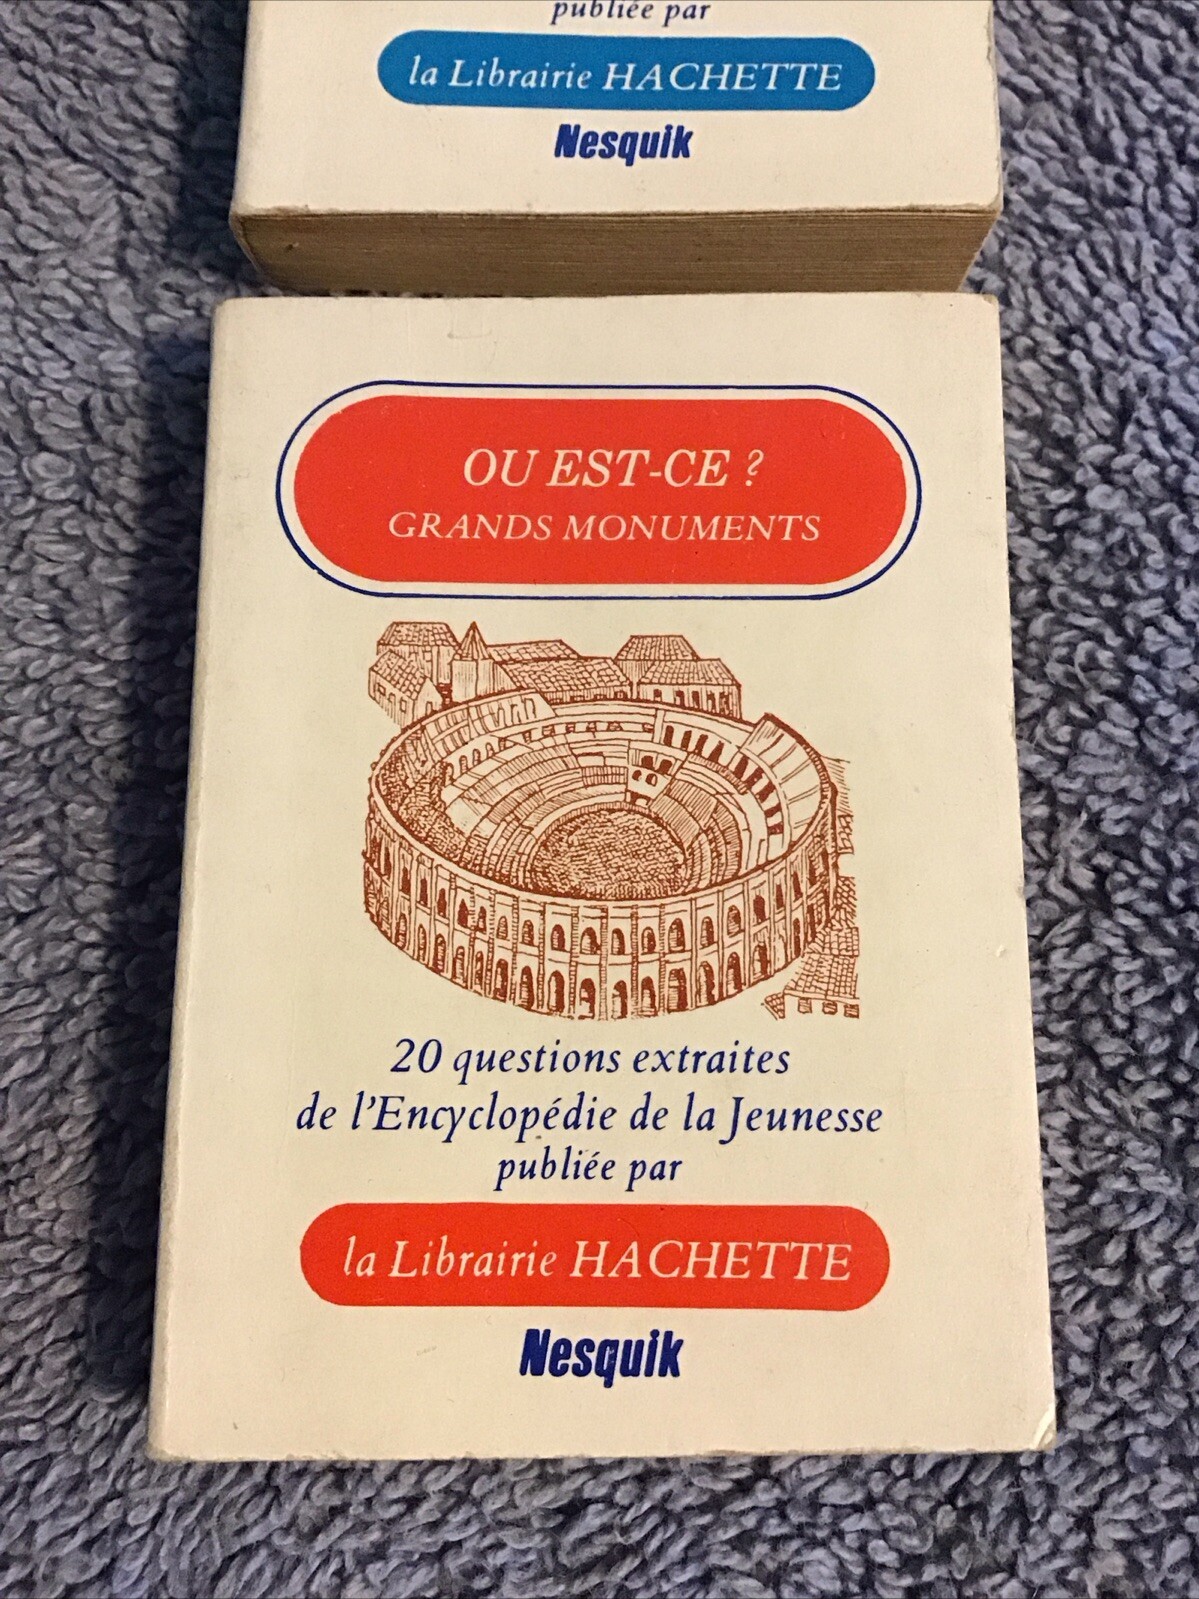 publiée par
la Librairie HACHETTE
Nesquik
OU EST-CE ?
GRANDS MONUMENTS
20 questions extraites
de l'Encyclopédie de la Jeunesse
publiée par
la Librairie HACHETTE
Nesquik